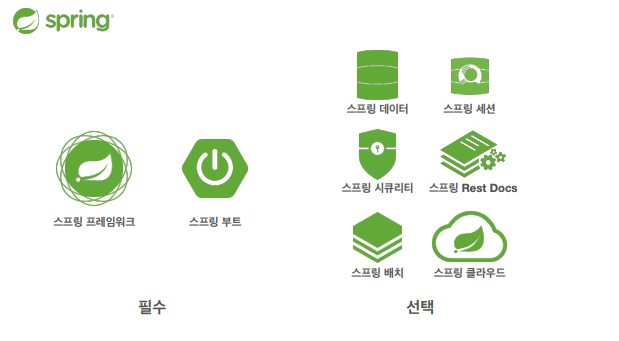 spring
스프링 데이터
스프링 세션
스프링 시큐리티
스프링 Rest Docs
스프링 프레임워크
스프링 부트
스프링 배치
스프링 클라우드
필수
선택